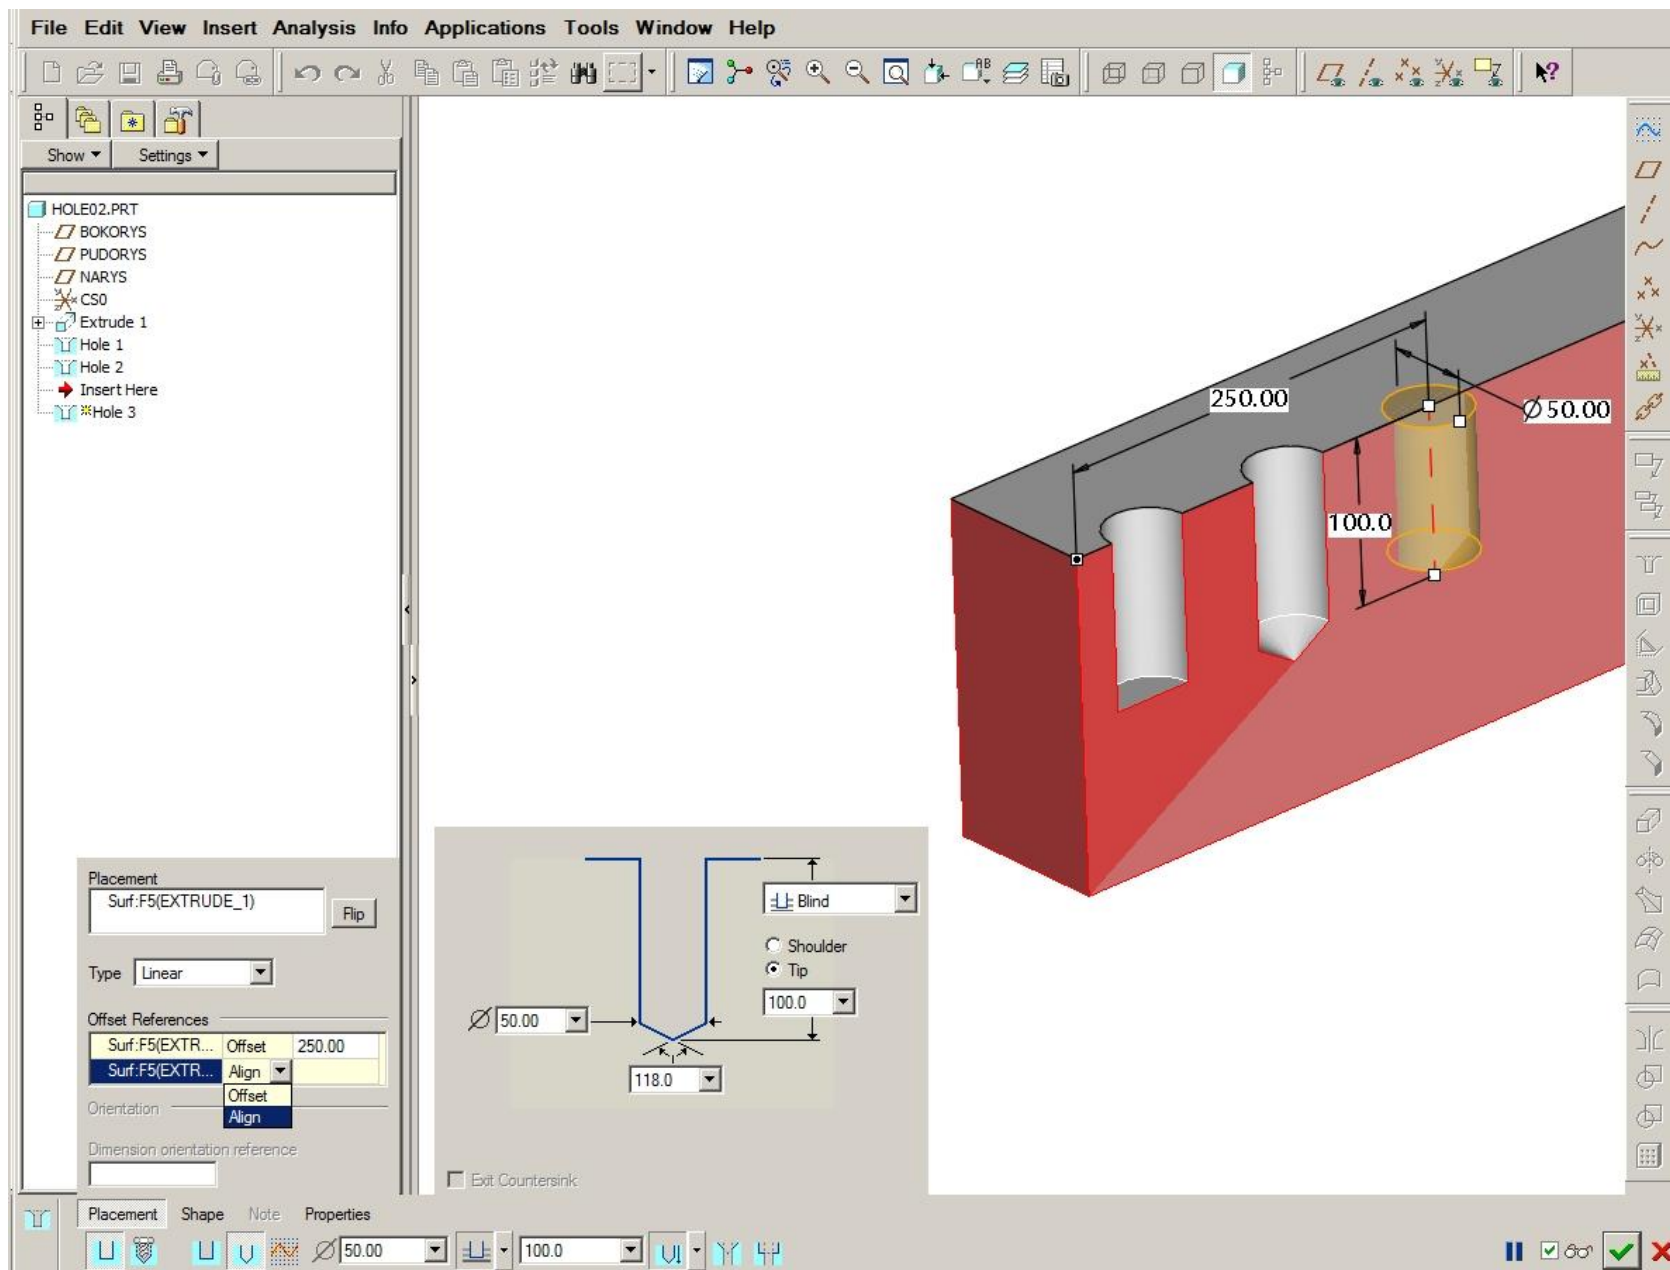 File Edit View Insert Analysis Info Applications Tools Window Help
Show Settings
HOLE02.PRT
BOKORYS
PUDORYS
NARYS
CS0
Extrude 1
Hole 1
Hole 2
Insert Here
Hole 3
250.00
Ø50.00
100.0
Placement
Surf:F5(EXTRUDE_1)
Flip
Type Linear
Offset References
Surf:F5(EXTR... Offset 250.00
Surf:F5(EXTR... Align
Offset
Align
Orientation
Dimension orientation reference
Blind
Shoulder
Tip
100.0
Ø 50.00
118.0
Exit Countersink
Placement Shape Note Properties
Ø 50.00 100.0